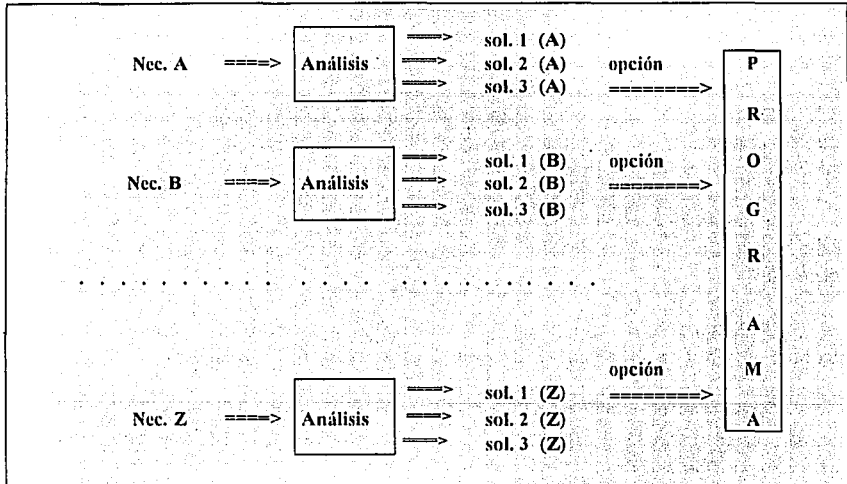 ====> sol. 1 (A)
Nec. A ====> Análisis ====> sol. 2 (A) opción
====> sol. 3 (A) ========>
====> sol. 1 (B) opción
Nec. B ====> Análisis ====> sol. 2 (B) ========>
====> sol. 3 (B)
. . . . . . . . . . . . . . . . . . . . . . . .
opción
====> sol. 1 (Z) ========>
Nec. Z ====> Análisis ====> sol. 2 (Z)
====> sol. 3 (Z)
P
R
O
G
R
A
M
A